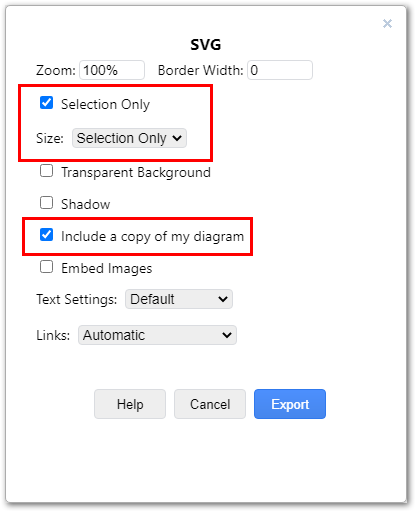 SVG
Zoom: 100% Border Width: 0
Selection Only
Size: Selection Only
Transparent Background
Shadow
Include a copy of my diagram
Embed Images
Text Settings: Default
Links: Automatic
Help Cancel Export